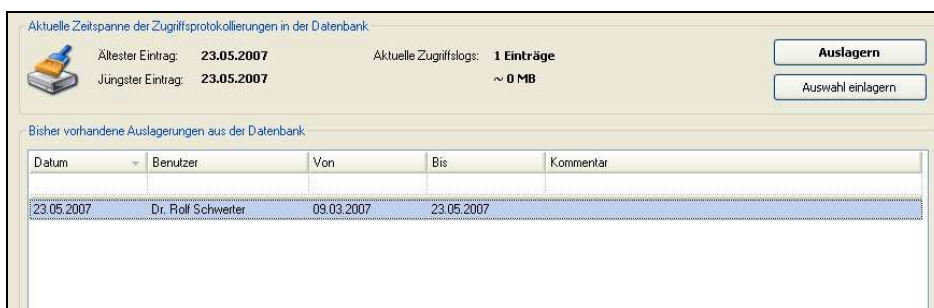 Aktuelle Zeitspanne der Zugriffsprotokollierungen in der Datenbank
Ältester Eintrag: 23.05.2007 Aktuelle Zugriffslogs: 1 Einträge Auslagern
Jüngster Eintrag: 23.05.2007 ~ 0 MB Auswahl einlagern
Bisher vorhandene Auslagerungen aus der Datenbank
Datum Benutzer Von Bis Kommentar
23.05.2007 Dr. Rolf Schwerter 09.03.2007 23.05.2007